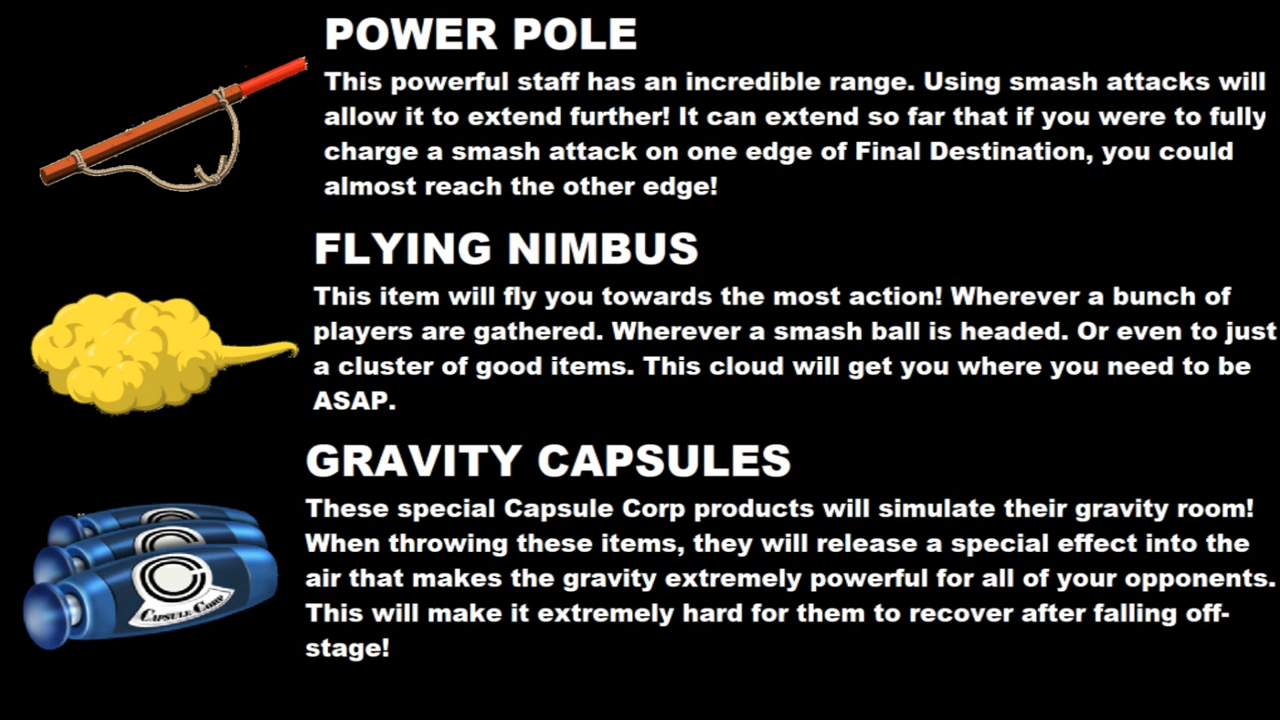 POWER POLE
This powerful staff has an incredible range. Using smash attacks will
allow it to extend further! It can extend so far that if you were to fully
charge a smash attack on one edge of Final Destination, you could
almost reach the other edge!
FLYING NIMBUS
This item will fly you towards the most action! Wherever a bunch of
players are gathered. Wherever a smash ball is headed. Or even to just
a cluster of good items. This cloud will get you where you need to be
ASAP.
GRAVITY CAPSULES
These special Capsule Corp products will simulate their gravity room!
When throwing these items, they will release a special effect into the
air that makes the gravity extremely powerful for all of your opponents.
This will make it extremely hard for them to recover after falling off-
stage!
CAPSULE CORP